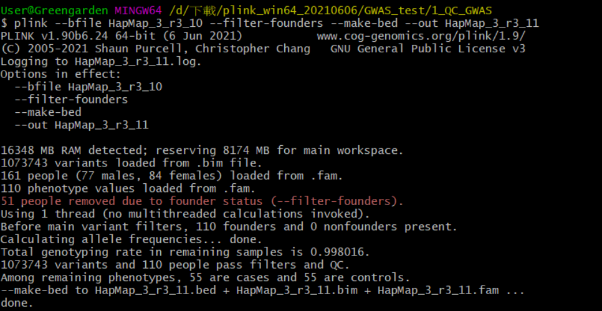 User@Greengarden MINGW64 /d/下載/plink_win64_20210606/GWAS_test/1_QC_GWAS
$ plink --bfile HapMap_3_r3_10 --filter-founders --make-bed --out HapMap_3_r3_11
PLINK v1.90b6.24 64-bit (6 Jun 2021)           www.cog-genomics.org/plink/1.9/
(C) 2005-2021 Shaun Purcell, Christopher Chang   GNU General Public License v3
Logging to HapMap_3_r3_11.log.
Options in effect:
  --bfile HapMap_3_r3_10
  --filter-founders
  --make-bed
  --out HapMap_3_r3_11
16348 MB RAM detected; reserving 8174 MB for main workspace.
1073743 variants loaded from .bim file.
161 people (77 males, 84 females) loaded from .fam.
110 phenotype values loaded from .fam.
51 people removed due to founder status (--filter-founders).
Using 1 thread (no multithreaded calculations invoked).
Before main variant filters, 110 founders and 0 nonfounders present.
Calculating allele frequencies... done.
Total genotyping rate in remaining samples is 0.998016.
1073743 variants and 110 people pass filters and QC.
Among remaining phenotypes, 55 are cases and 55 are controls.
--make-bed to HapMap_3_r3_11.bed + HapMap_3_r3_11.bim + HapMap_3_r3_11.fam ...
done.